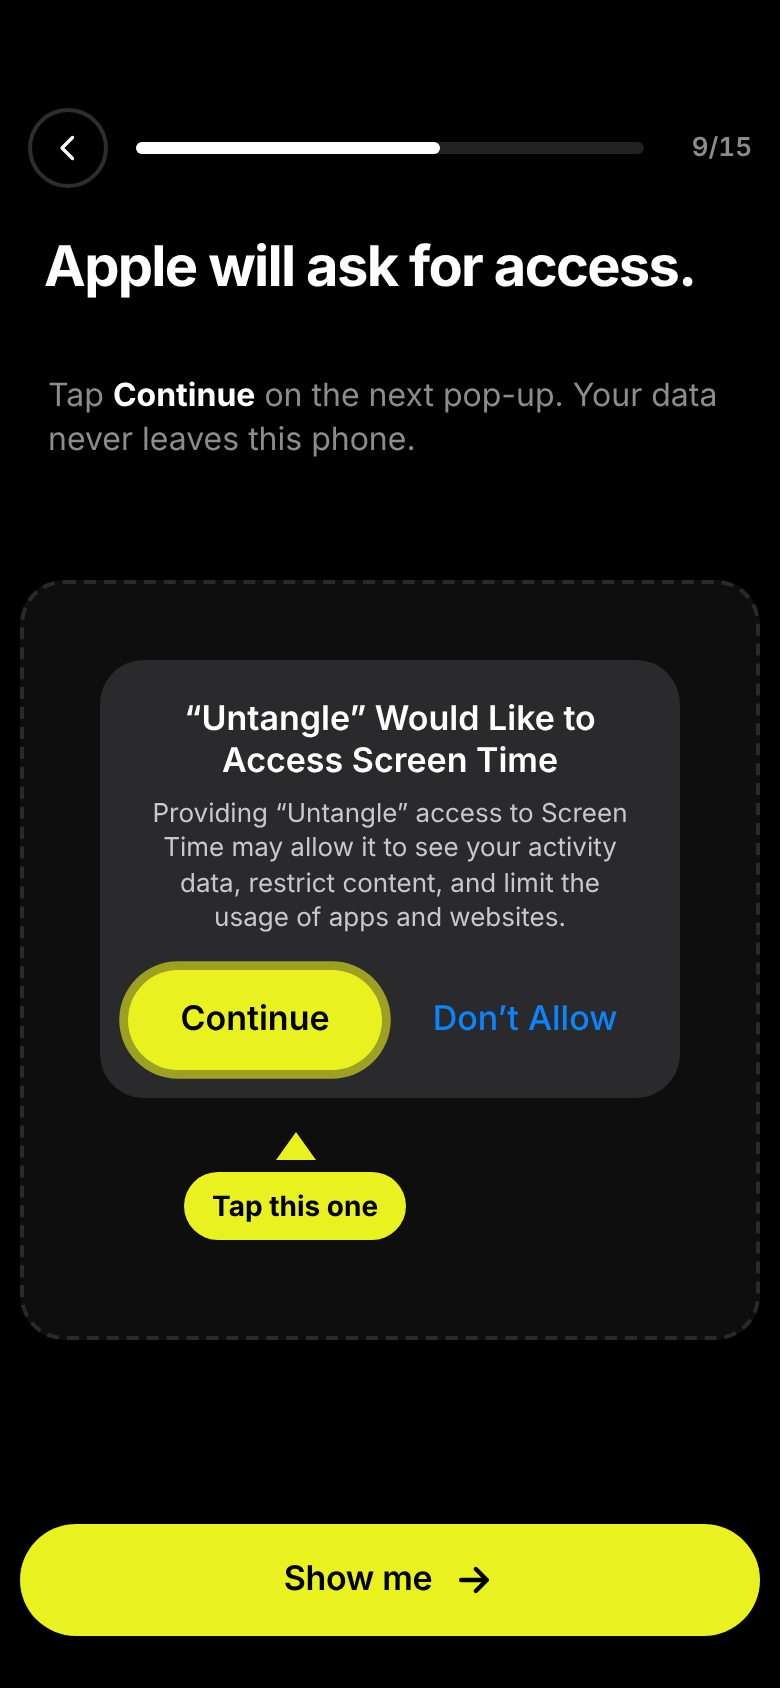 9/15
Apple will ask for access.
Tap Continue on the next pop-up. Your data
never leaves this phone.
“Untangle” Would Like to
Access Screen Time
Providing “Untangle” access to Screen
Time may allow it to see your activity
data, restrict content, and limit the
usage of apps and websites.
Continue
Don’t Allow
Tap this one
Show me